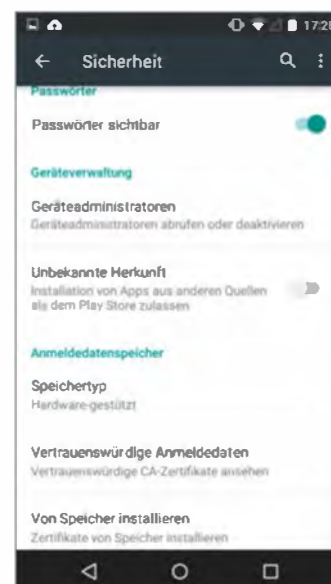 17:28
Sicherheit
Passwörter
Passwörter sichtbar
Geräteverwaltung
Geräteadministratoren
Geräteadministratoren abrufen oder deaktivieren
Unbekannte Herkunft
Installation von Apps aus anderen Quellen
als dem Play Store zulassen
Anmeldedatenspeicher
Speichertyp
Hardware-gestützt
Vertrauenswürdige Anmeldedaten
Vertrauenswürdige CA-Zertifikate ansehen
Von Speicher installieren
Zertifikate von Speicher installieren